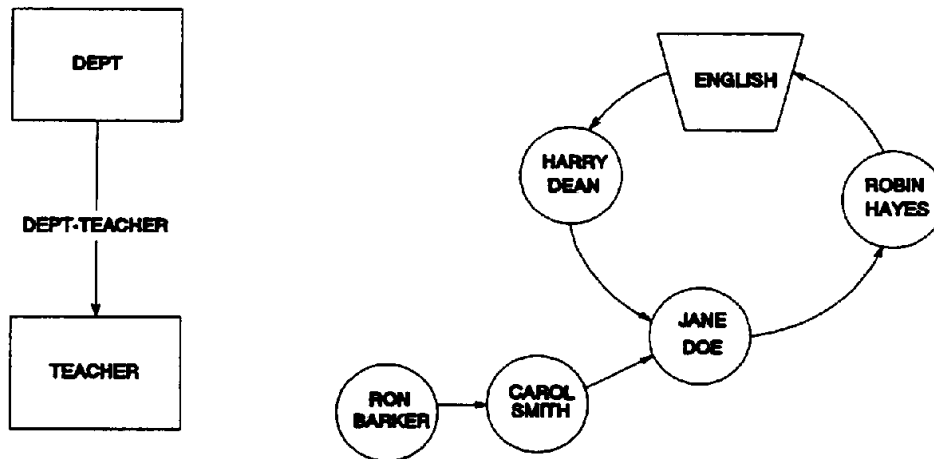 DEPT
DEPT-TEACHER
TEACHER
ENGLISH
HARRY
DEAN
ROBIN
HAYES
JANE
DOE
CAROL
SMITH
RON
BARKER